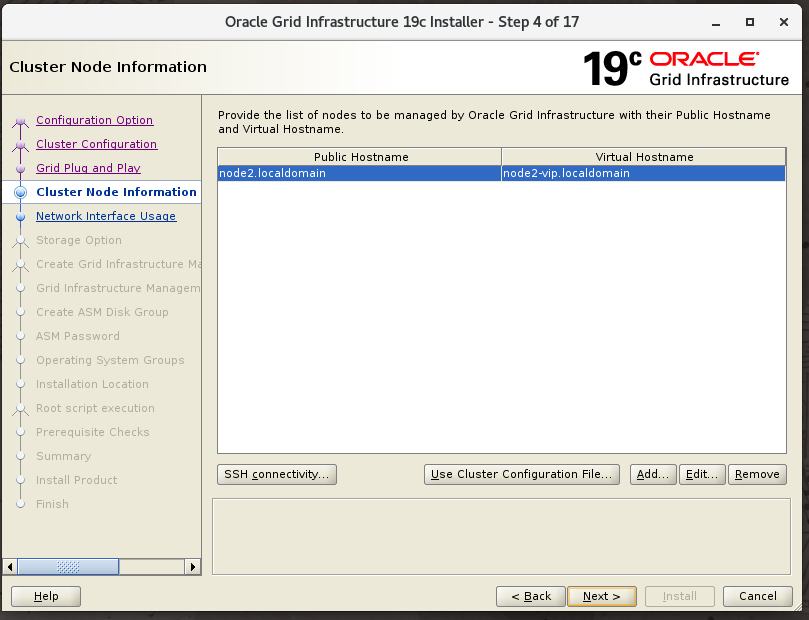 Oracle Grid Infrastructure 19c Installer - Step 4 of 17
Cluster Node Information
19c ORACLE
Grid Infrastructure
Configuration Option
Cluster Configuration
Grid Plug and Play
Cluster Node Information
Network Interface Usage
Storage Option
Create Grid Infrastructure Ma
Grid Infrastructure Managem
Create ASM Disk Group
ASM Password
Operating System Groups
Installation Location
Root script execution
Prerequisite Checks
Summary
Install Product
Finish
Provide the list of nodes to be managed by Oracle Grid Infrastructure with their Public Hostname
and Virtual Hostname.
Public Hostname Virtual Hostname
node2.localdomain node2-vip.localdomain
SSH connectivity... Use Cluster Configuration File... Add... Edit... Remove
Help < Back Next > Install Cancel